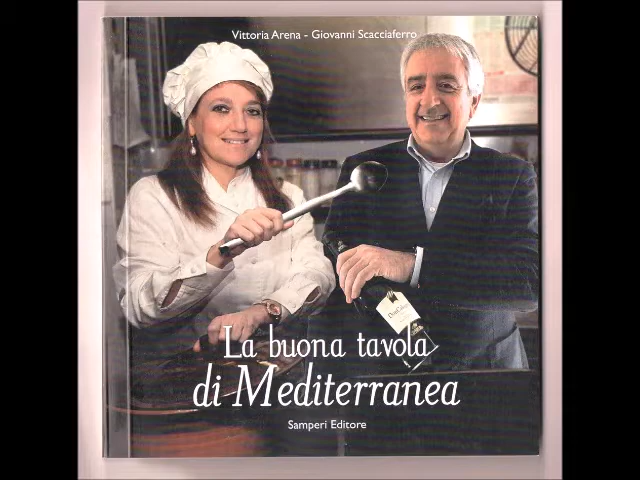 Vittoria Arena - Giovanni Scacciaferro
La buona tavola
di Mediterranea
Samperi Editore